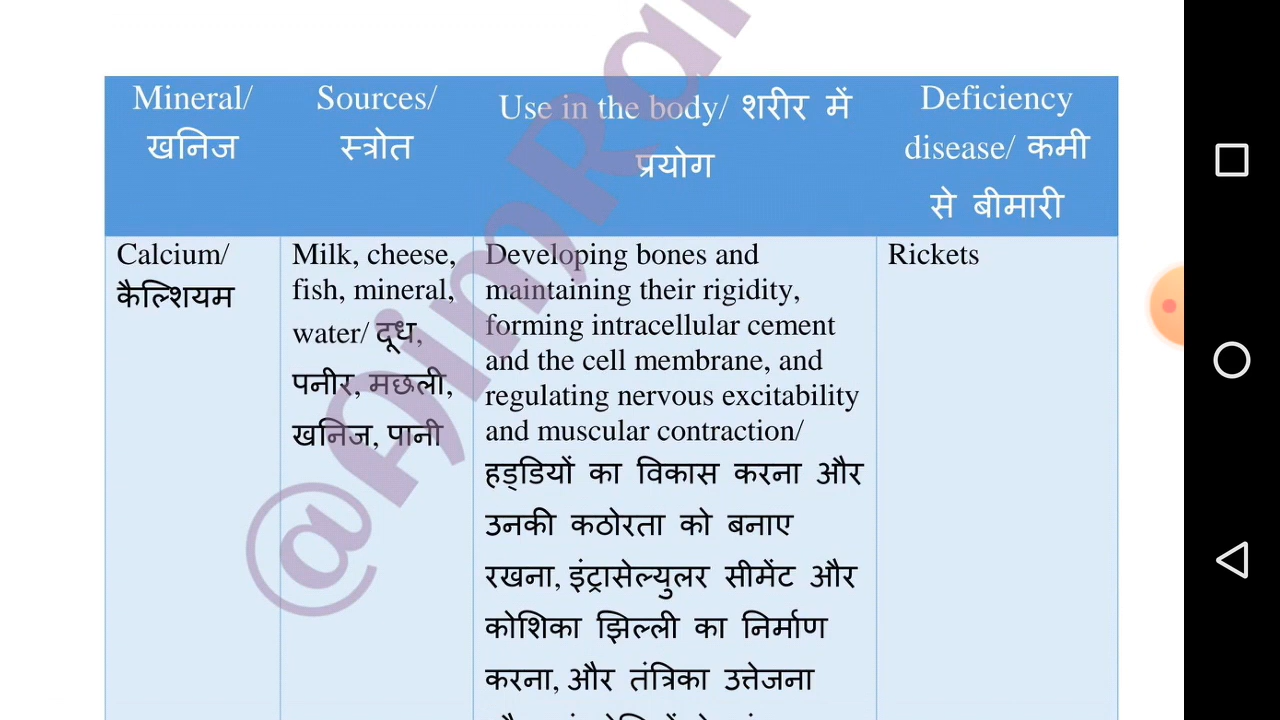 Mineral/
खनिज
Sources/
स्त्रोत
Use in the body/ शरीर में
प्रयोग
Deficiency
disease/ कमी
से बीमारी
Calcium/
कैल्शियम
Milk, cheese,
fish, mineral,
water/ दूध,
पनीर, मछली,
खनिज, पानी
Developing bones and
maintaining their rigidity,
forming intracellular cement
and the cell membrane, and
regulating nervous excitability
and muscular contraction/
हड्डियों का विकास करना और
उनकी कठोरता को बनाए
रखना, इंट्रासेल्युलर सीमेंट और
कोशिका झिल्ली का निर्माण
करना, और तंत्रिका उत्तेजना
Rickets